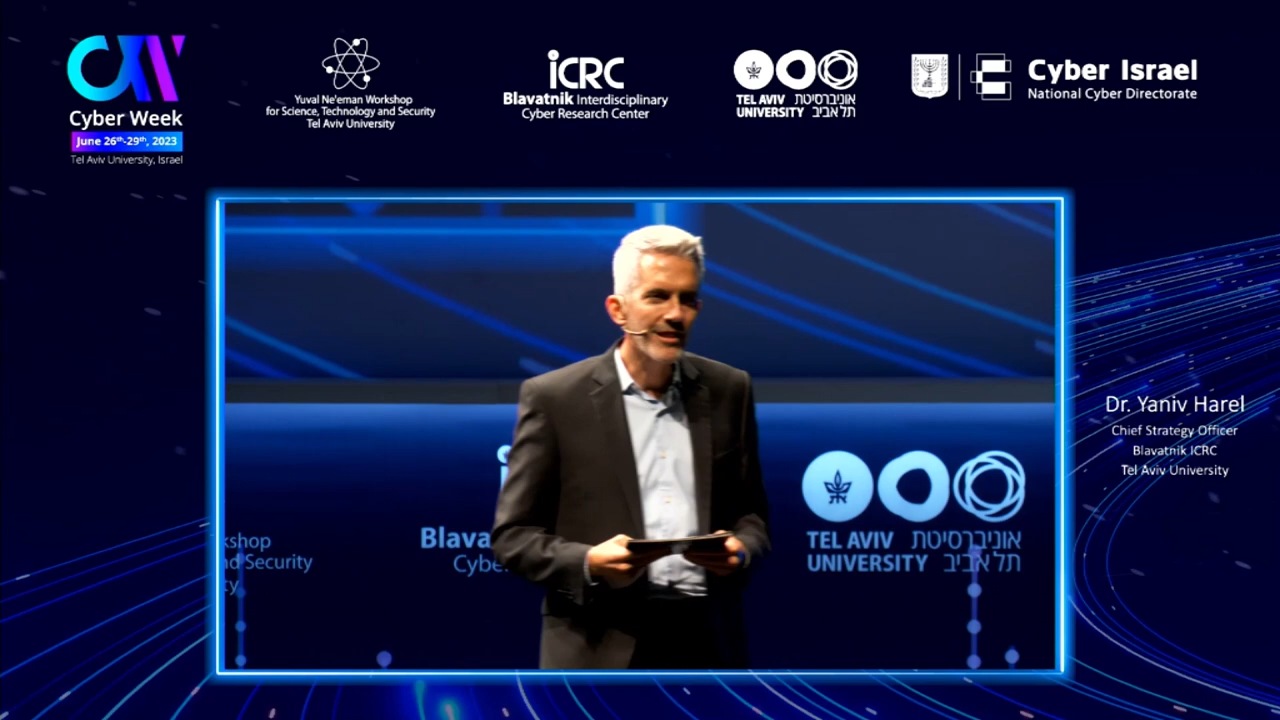 Cyber Week
June 26th-29th, 2023
Tel Aviv University, Israel
Yuval Ne'eman Workshop
for Science, Technology and Security
Tel Aviv University
iCRC
Blavatnik Interdisciplinary
Cyber Research Center
TEL AVIV אוניברסיטת
UNIVERSITY תל אביב
Cyber Israel
National Cyber Directorate
Dr. Yaniv Harel
Chief Strategy Officer
Blavatnik ICRC
Tel Aviv University
kshop
nd Security
ty
Blava
Cybe
TEL AVIV אוניברסיטת
UNIVERSITY תל אביב